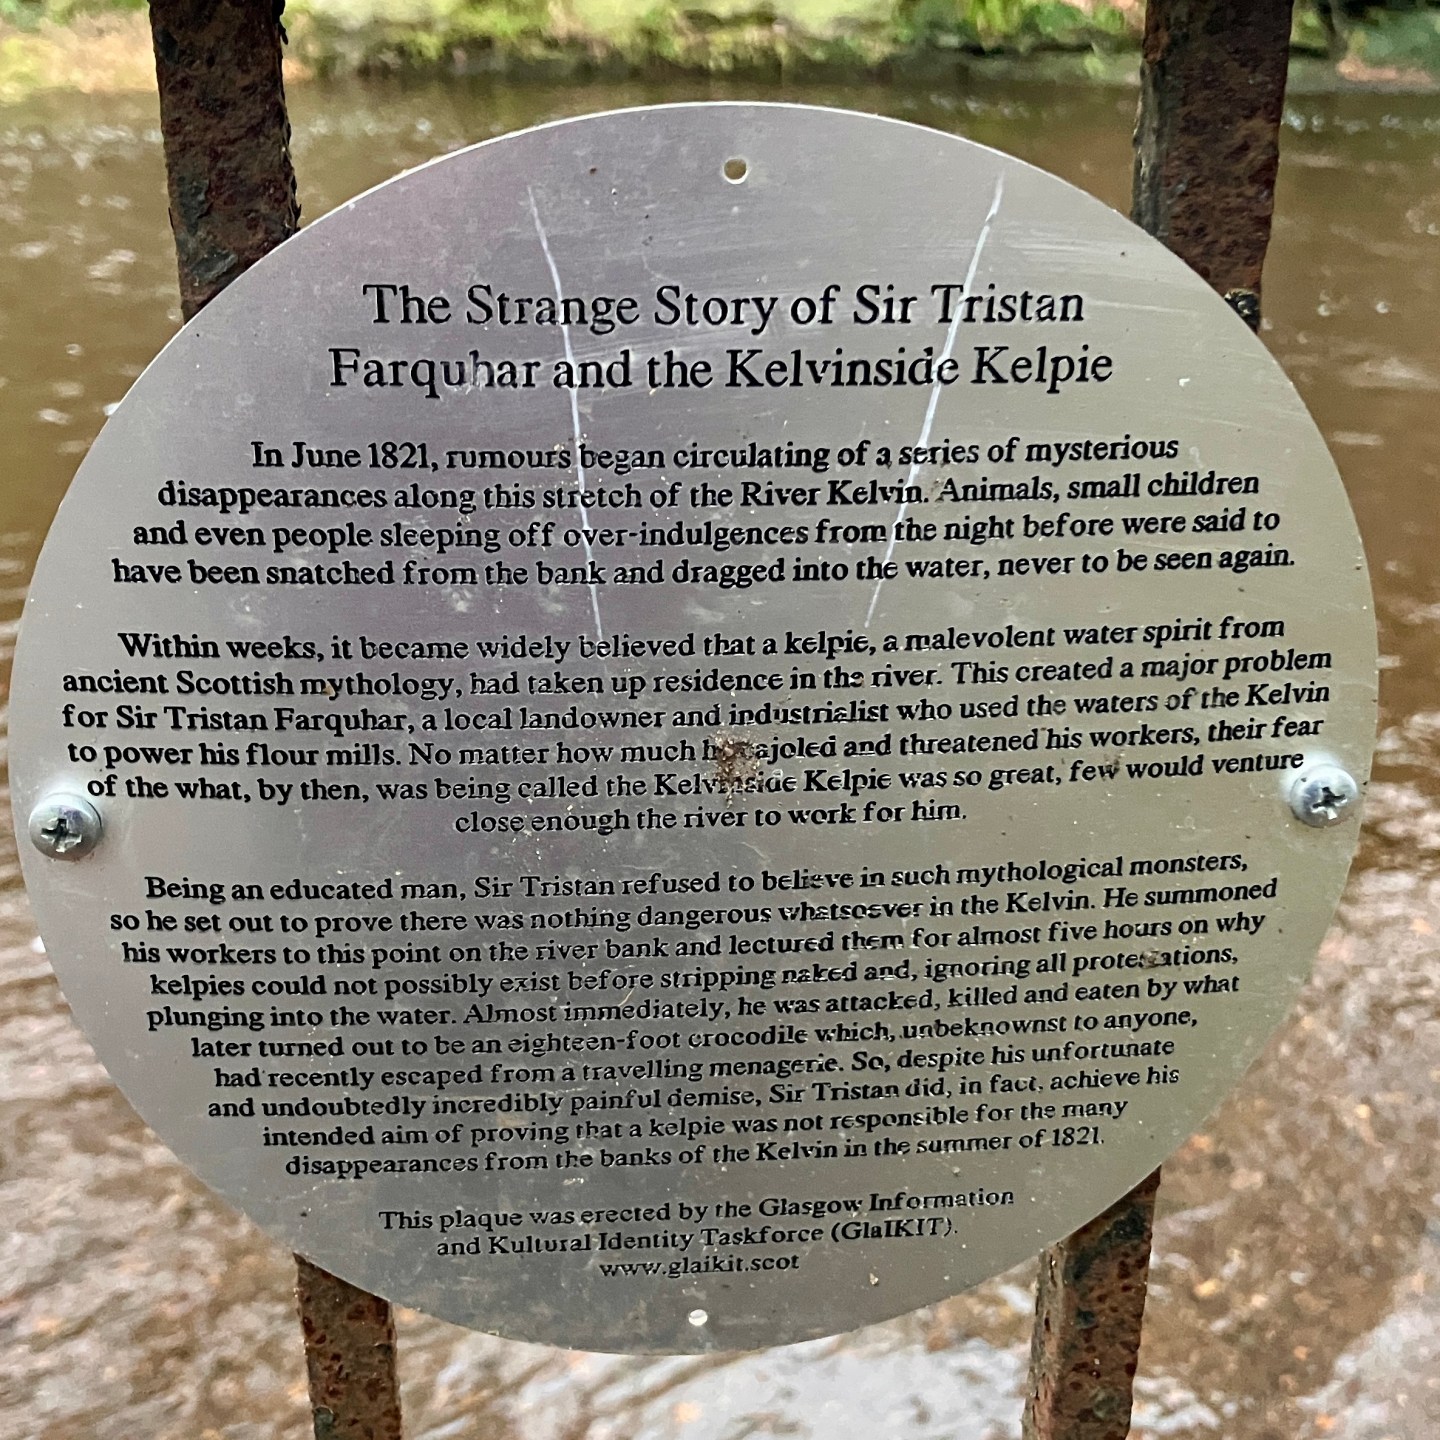 The Strange Story of Sir Tristan
Farquhar and the Kelvinside Kelpie
In June 1821, rumours began circulating of a series of mysterious
disappearances along this stretch of the River Kelvin. Animals, small children
and even people sleeping off over-indulgences from the night before were said to
have been snatched from the bank and dragged into the water, never to be seen again.
Within weeks, it became widely believed that a kelpie, a malevolent water spirit from
ancient Scottish mythology, had taken up residence in the river. This created a major problem
for Sir Tristan Farquhar, a local landowner and industrialist who used the waters of the Kelvin
to power his flour mills. No matter how much he cajoled and threatened his workers, their fear
of the what, by then, was being called the Kelvinside Kelpie was so great, few would venture
close enough the river to work for him.
Being an educated man, Sir Tristan refused to believe in such mythological monsters,
so he set out to prove there was nothing dangerous whatsoever in the Kelvin. He summoned
his workers to this point on the river bank and lectured them for almost five hours on why
kelpies could not possibly exist before stripping naked and, ignoring all protestations,
plunging into the water. Almost immediately, he was attacked, killed and eaten by what
later turned out to be an eighteen-foot crocodile which, unbeknownst to anyone,
had recently escaped from a travelling menagerie. So, despite his unfortunate
and undoubtedly incredibly painful demise, Sir Tristan did, in fact, achieve his
intended aim of proving that a kelpie was not responsible for the many
disappearances from the banks of the Kelvin in the summer of 1821.
This plaque was erected by the Glasgow Information
and Kultural Identity Taskforce (GlaIKIT).
www.glaikit.scot